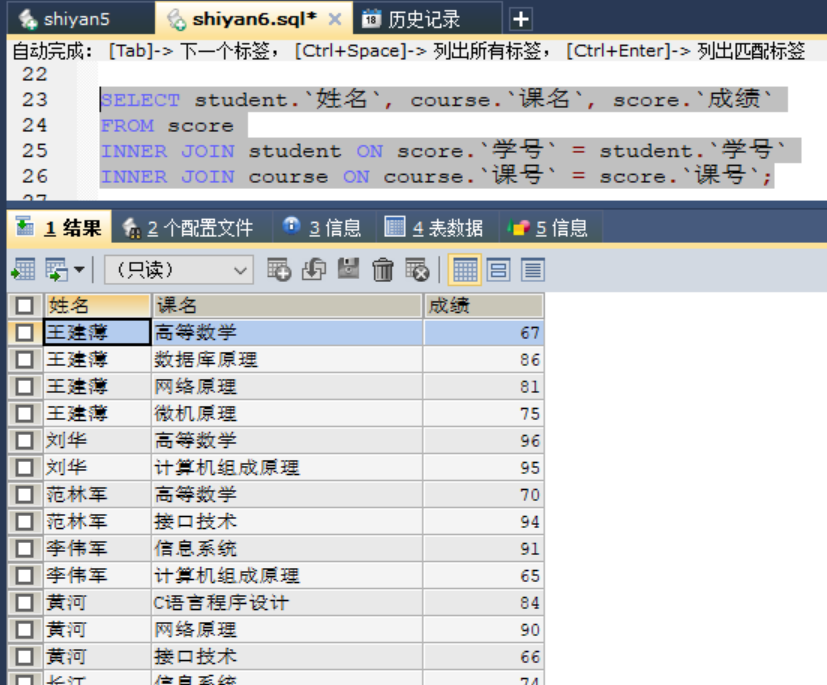 shiyan5 shiyan6.sql* 历史记录
自动完成： [Tab]-> 下一个标签， [Ctrl+Space]-> 列出所有标签， [Ctrl+Enter]-> 列出匹配标签
22
23 SELECT student.`姓名`, course.`课名`, score.`成绩`
24 FROM score
25 INNER JOIN student ON score.`学号` = student.`学号`
26 INNER JOIN course ON course.`课号` = score.`课号`;
27
1 结果 2 个配置文件 3 信息 4 表数据 5 信息
（只读）
姓名 课名 成绩
王建薄 高等数学 67
王建薄 数据库原理 86
王建薄 网络原理 81
王建薄 微机原理 75
刘华 高等数学 96
刘华 计算机组成原理 95
范林军 高等数学 70
范林军 接口技术 94
李伟军 信息系统 91
李伟军 计算机组成原理 65
黄河 C语言程序设计 84
黄河 网络原理 90
黄河 接口技术 66
长江 信息系统 74